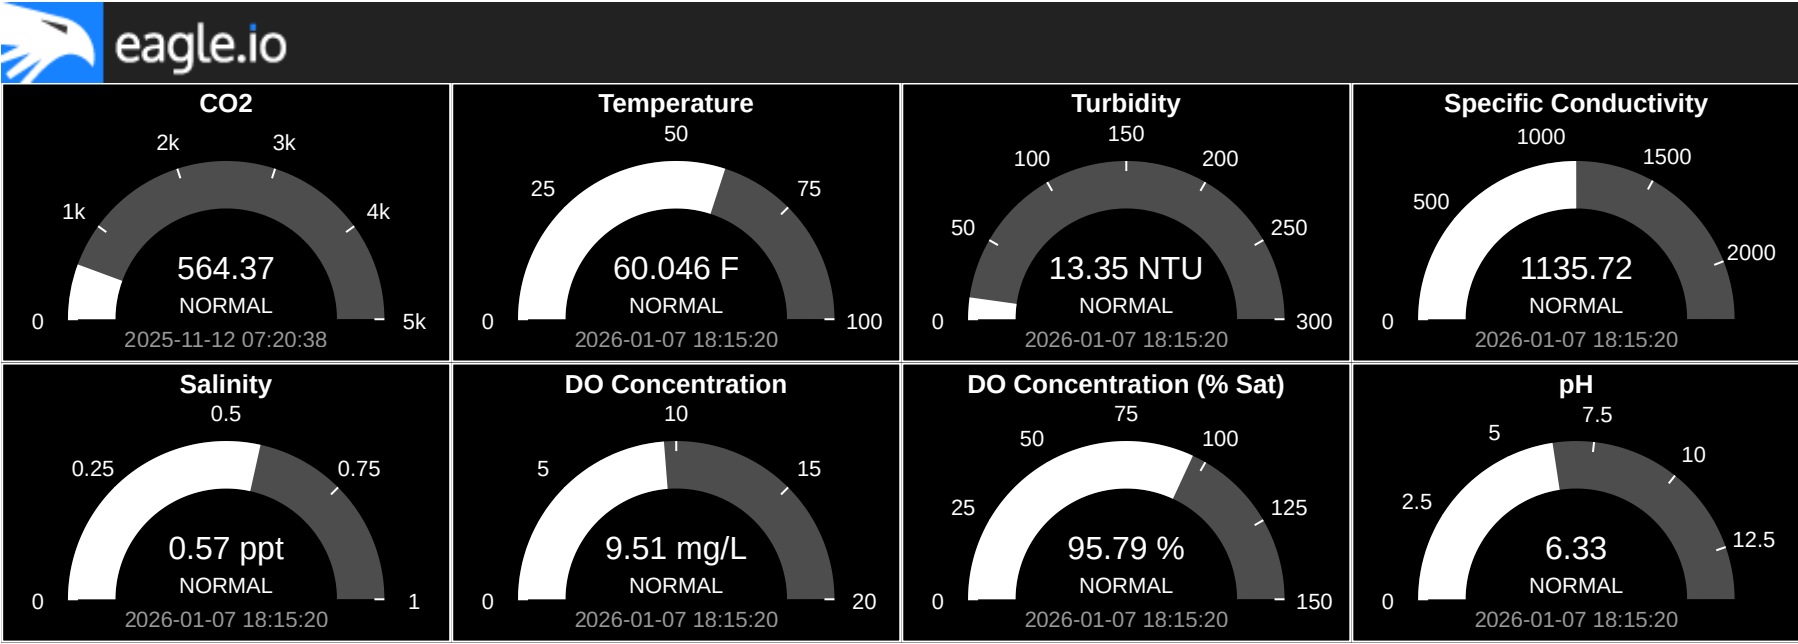 eagle.io
CO2
0
1k
2k
3k
4k
5k
564.37
NORMAL
2025-11-12 07:20:38
Temperature
0
25
50
75
100
60.046 F
NORMAL
2026-01-07 18:15:20
Turbidity
0
50
100
150
200
250
300
13.35 NTU
NORMAL
2026-01-07 18:15:20
Specific Conductivity
0
500
1000
1500
2000
1135.72
NORMAL
2026-01-07 18:15:20
Salinity
0
0.25
0.5
0.75
1
0.57 ppt
NORMAL
2026-01-07 18:15:20
DO Concentration
0
5
10
15
20
9.51 mg/L
NORMAL
2026-01-07 18:15:20
DO Concentration (% Sat)
0
25
50
75
100
125
150
95.79 %
NORMAL
2026-01-07 18:15:20
pH
0
2.5
5
7.5
10
12.5
6.33
NORMAL
2026-01-07 18:15:20